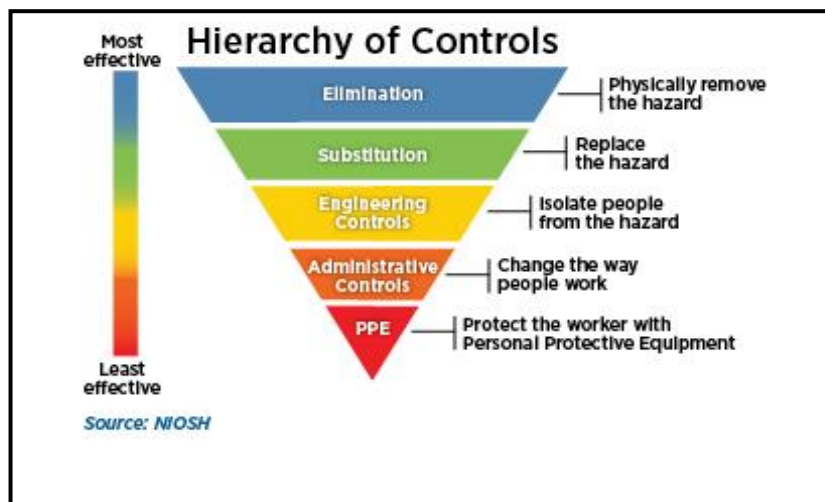 Hierarchy of Controls
Most
effective
Elimination
Physically remove
the hazard
Substitution
Replace
the hazard
Engineering
Controls
Isolate people
from the hazard
Administrative
Controls
Change the way
people work
PPE
Protect the worker with
Personal Protective Equipment
Least
effective
Source: NIOSH